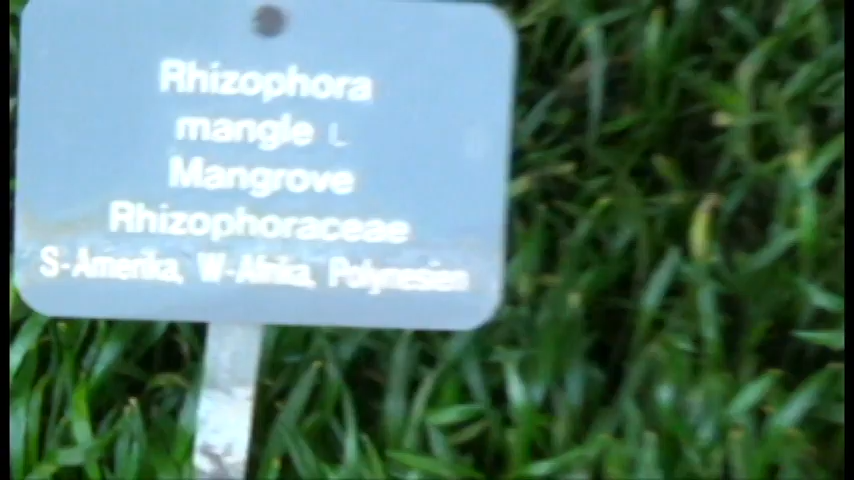 Rhizophora
mangle L
Mangrove
Rhizophoraceae
S-Amerika, W-Afrika, Polynesien